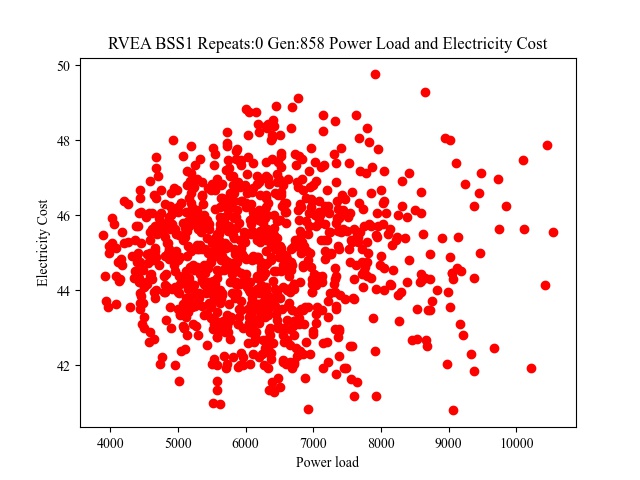 RVEA BSS1 Repeats:0 Gen:858 Power Load and Electricity Cost
50
48
46
44
42
Electricity Cost
4000 5000 6000 7000 8000 9000 10000
Power load